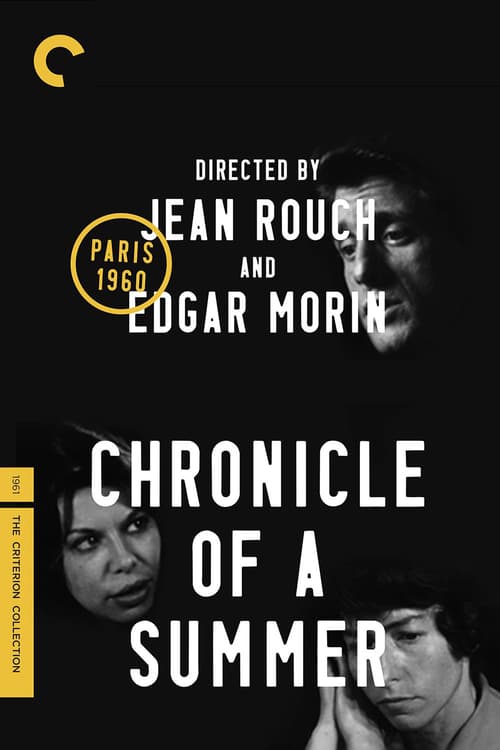 DIRECTED BY
JEAN ROUCH
AND
EDGAR MORIN
PARIS
1960
CHRONICLE
OF A
SUMMER
1961
THE CRITERION COLLECTION